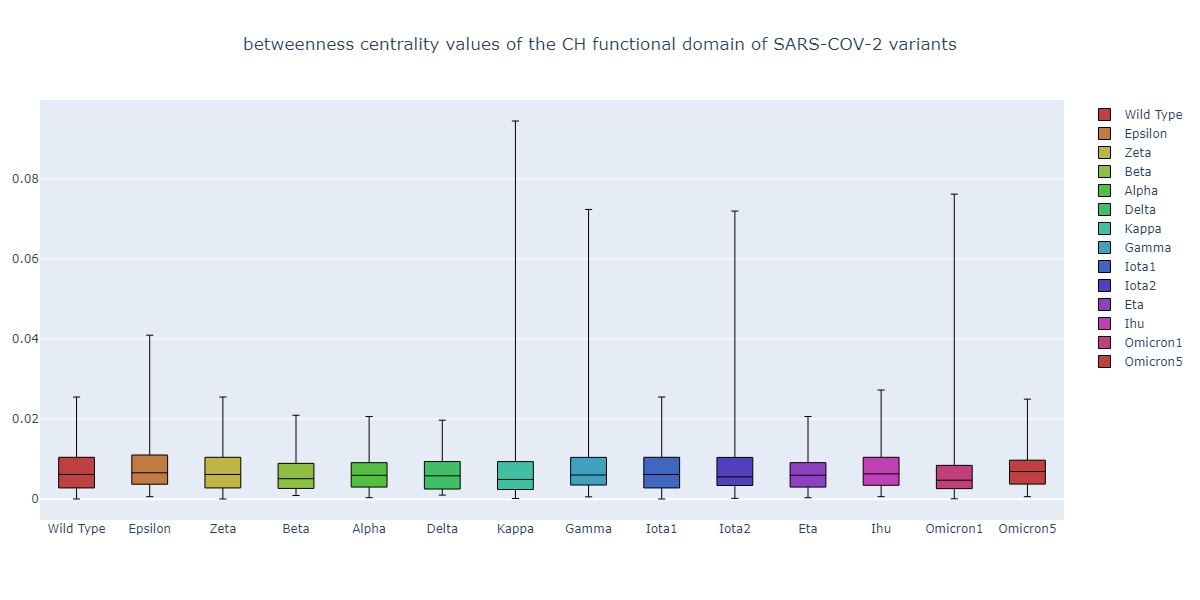 betweenness centrality values of the CH functional domain of SARS-COV-2 variants
0.08
0.06
0.04
0.02
0
Wild Type Epsilon Zeta Beta Alpha Delta Kappa Gamma Iota1 Iota2 Eta Ihu Omicron1 Omicron5
Wild Type
Epsilon
Zeta
Beta
Alpha
Delta
Kappa
Gamma
Iota1
Iota2
Eta
Ihu
Omicron1
Omicron5